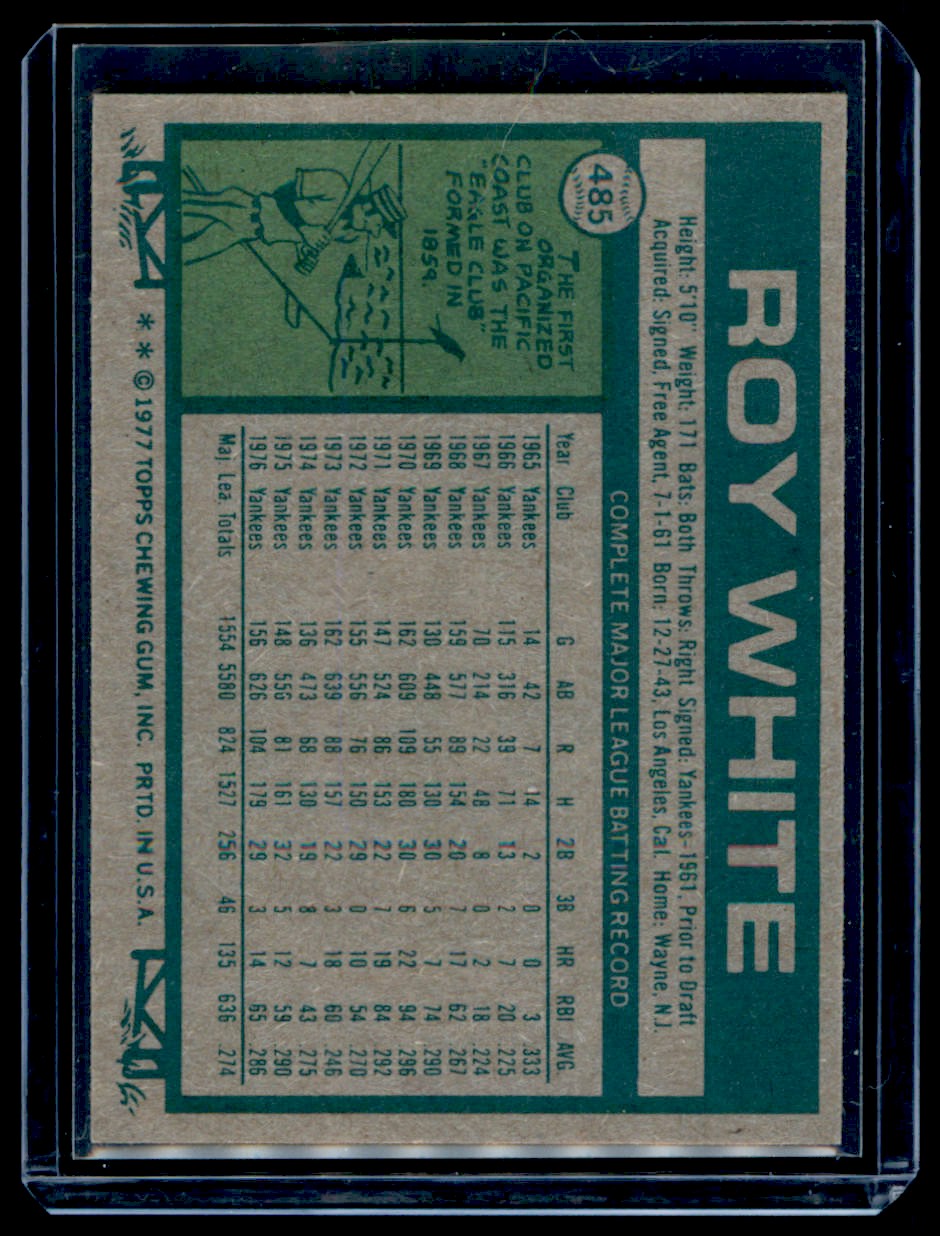 ROY WHITE
Height: 5'10" Weight: 171 Bats: Both Throws: Right Signed: Yankees-1961, Prior to Draft
Acquired: Signed, Free Agent, 7-1-61 Born: 12-27-43, Los Angeles, Cal. Home: Wayne, N.J.
485
THE FIRST
ORGANIZED
CLUB ON PACIFIC
COAST WAS THE
"EAGLE CLUB"
FORMED IN
1859.
COMPLETE MAJOR LEAGUE BATTING RECORD
Year Club G AB R H 2B 3B HR RBI AVG.
1965 Yankees 14 42 7 14 2 0 0 3 .333
1966 Yankees 115 316 39 71 13 2 7 20 .225
1967 Yankees 70 214 22 48 8 0 2 18 .224
1968 Yankees 159 577 89 154 20 7 17 62 .267
1969 Yankees 130 448 55 130 30 5 7 74 .290
1970 Yankees 162 609 109 180 30 6 22 94 .296
1971 Yankees 147 524 86 153 22 7 19 84 .292
1972 Yankees 155 556 76 150 29 0 10 54 .270
1973 Yankees 162 639 88 157 22 3 18 60 .246
1974 Yankees 136 473 68 130 19 8 7 43 .275
1975 Yankees 148 556 81 161 32 5 12 59 .290
1976 Yankees 156 626 104 179 29 3 14 65 .286
Maj. Lea. Totals 1554 5580 824 1527 256 46 135 636 .274
* * ©1977 TOPPS CHEWING GUM, INC. PRTD. IN U.S.A.